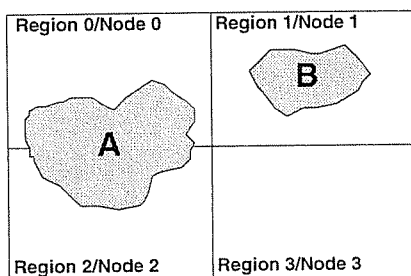 Region 0/Node 0
Region 1/Node 1
B
A
Region 2/Node 2
Region 3/Node 3